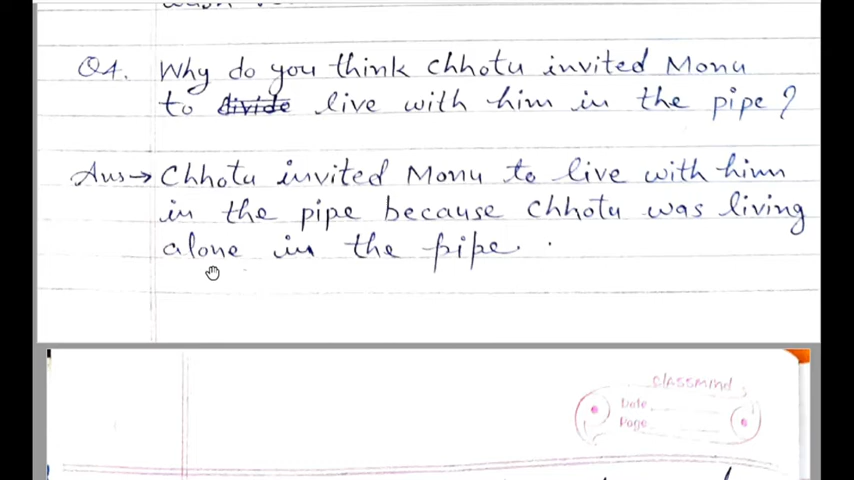 Q4. Why do you think Chhotu invited Monu
to divide live with him in the pipe?
Ans → Chhotu invited Monu to live with him
in the pipe because Chhotu was living
alone in the pipe.
classmind
Date
Page